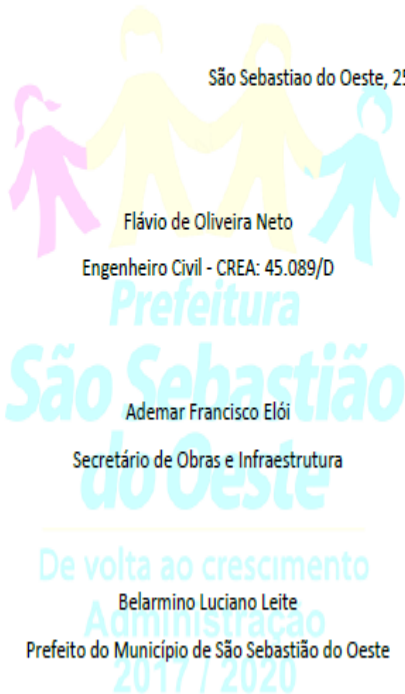 São Sebastiao do Oeste, 25
Flávio de Oliveira Neto
Engenheiro Civil - CREA: 45.089/D
Prefeitura
São Sebastião
do Oeste
Ademar Francisco Elói
Secretário de Obras e Infraestrutura
De volta ao crescimento
Belarmino Luciano Leite
Administração
Prefeito do Município de São Sebastião do Oeste
2017 / 2020